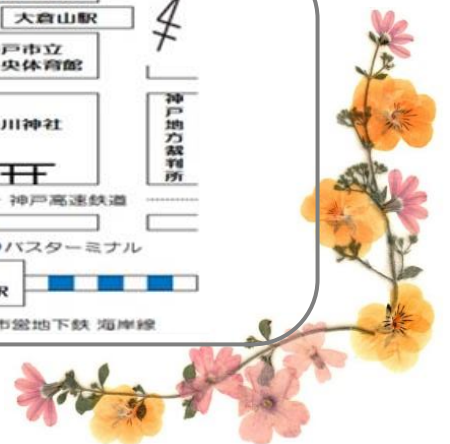 大倉山駅
戸市立
央体育館
川神社
神戸地方裁判所
神戸高速鉄道
バスターミナル
R
駅
市営地下鉄 海岸線